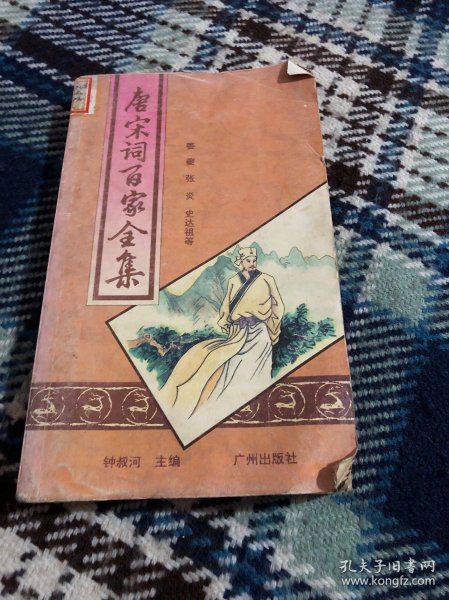 唐宋词百家全集
姜夔 张炎 史达祖等
钟叔河 主编 广州出版社
孔夫子旧书网
www.kongfz.com